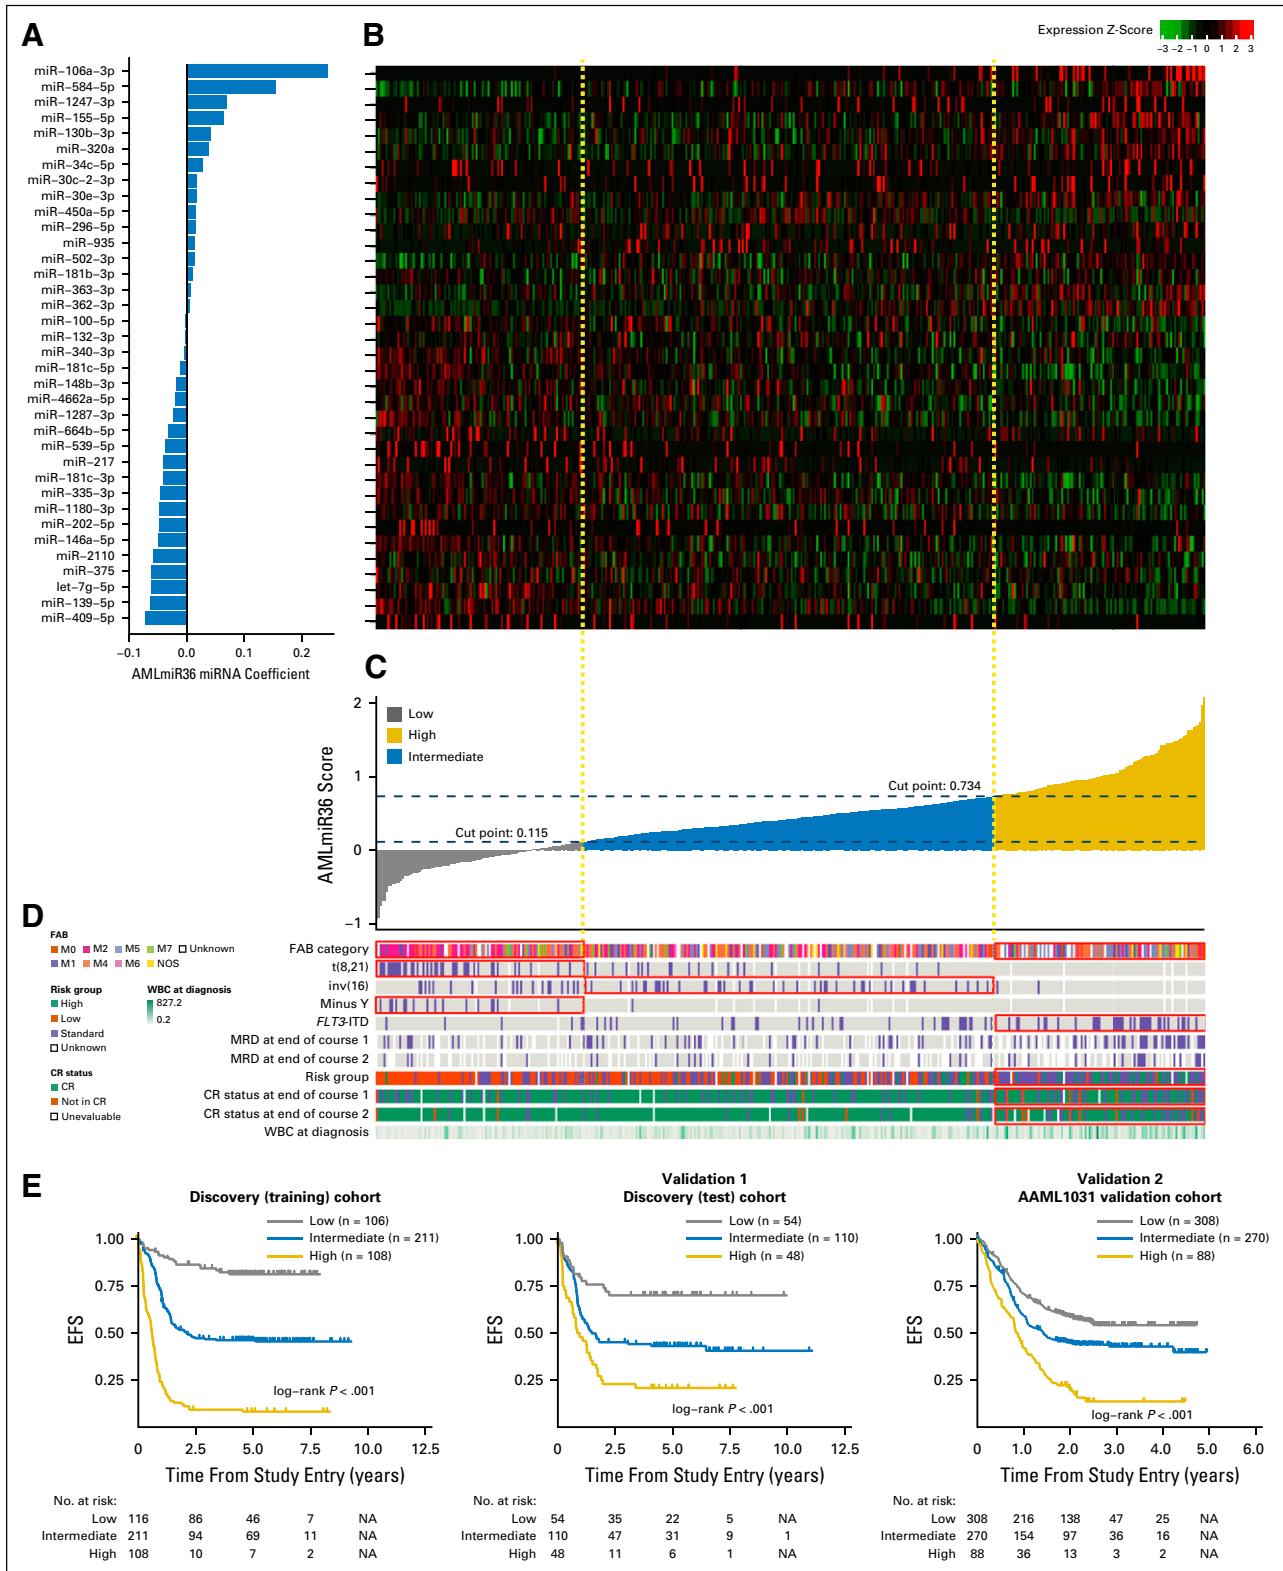 A
B
Expression Z-Score
−3 −2 −1 0 1 2 3
miR−106a−3p
miR−584−5p
miR−1247−3p
miR−155−5p
miR−130b−3p
miR−320a
miR−34c−5p
miR−30c−2−3p
miR−30e−3p
miR−450a−5p
miR−296−5p
miR−935
miR−502−3p
miR−181b−3p
miR−363−3p
miR−362−3p
miR−100−5p
miR−132−3p
miR−340−3p
miR−181c−5p
miR−148b−3p
miR−4662a−5p
miR−1287−3p
miR−664b−5p
miR−539−5p
miR−217
miR−181c−3p
miR−335−3p
miR−1180−3p
miR−202−5p
miR−146a−5p
miR−2110
miR−375
let−7g−5p
miR−139−5p
miR−409−5p
−0.1 0.0 0.1 0.2
AMLmiR36 miRNA Coefficient
C
AMLmiR36 Score
2
1
0
−1
Low
High
Intermediate
Cut point: 0.734
Cut point: 0.115
D
FAB
M0 M2 M5 M7 Unknown
M1 M4 M6 NOS
Risk group
High
Low
Standard
Unknown
WBC at diagnosis
827.2
0.2
CR status
CR
Not in CR
Unevaluable
FAB category
t(8,21)
inv(16)
Minus Y
FLT3-ITD
MRD at end of course 1
MRD at end of course 2
Risk group
CR status at end of course 1
CR status at end of course 2
WBC at diagnosis
E
Discovery (training) cohort
Low (n = 106)
Intermediate (n = 211)
High (n = 108)
EFS
1.00
0.75
0.50
0.25
log-rank P < .001
0 2.5 5.0 7.5 10.0 12.5
Time From Study Entry (years)
No. at risk:
Low 116 86 46 7 NA
Intermediate 211 94 69 11 NA
High 108 10 7 2 NA
Validation 1
Discovery (test) cohort
Low (n = 54)
Intermediate (n = 110)
High (n = 48)
EFS
1.00
0.75
0.50
0.25
log-rank P < .001
0 2.5 5.0 7.5 10.0 12.5
Time From Study Entry (years)
No. at risk:
Low 54 35 22 5 NA
Intermediate 110 47 31 9 1
High 48 11 6 1 NA
Validation 2
AAML1031 validation cohort
Low (n = 308)
Intermediate (n = 270)
High (n = 88)
EFS
1.00
0.75
0.50
0.25
log-rank P < .001
0 1.0 2.0 3.0 4.0 5.0 6.0
Time From Study Entry (years)
No. at risk:
Low 308 216 138 47 25 NA
Intermediate 270 154 97 36 16 NA
High 88 36 13 3 2 NA